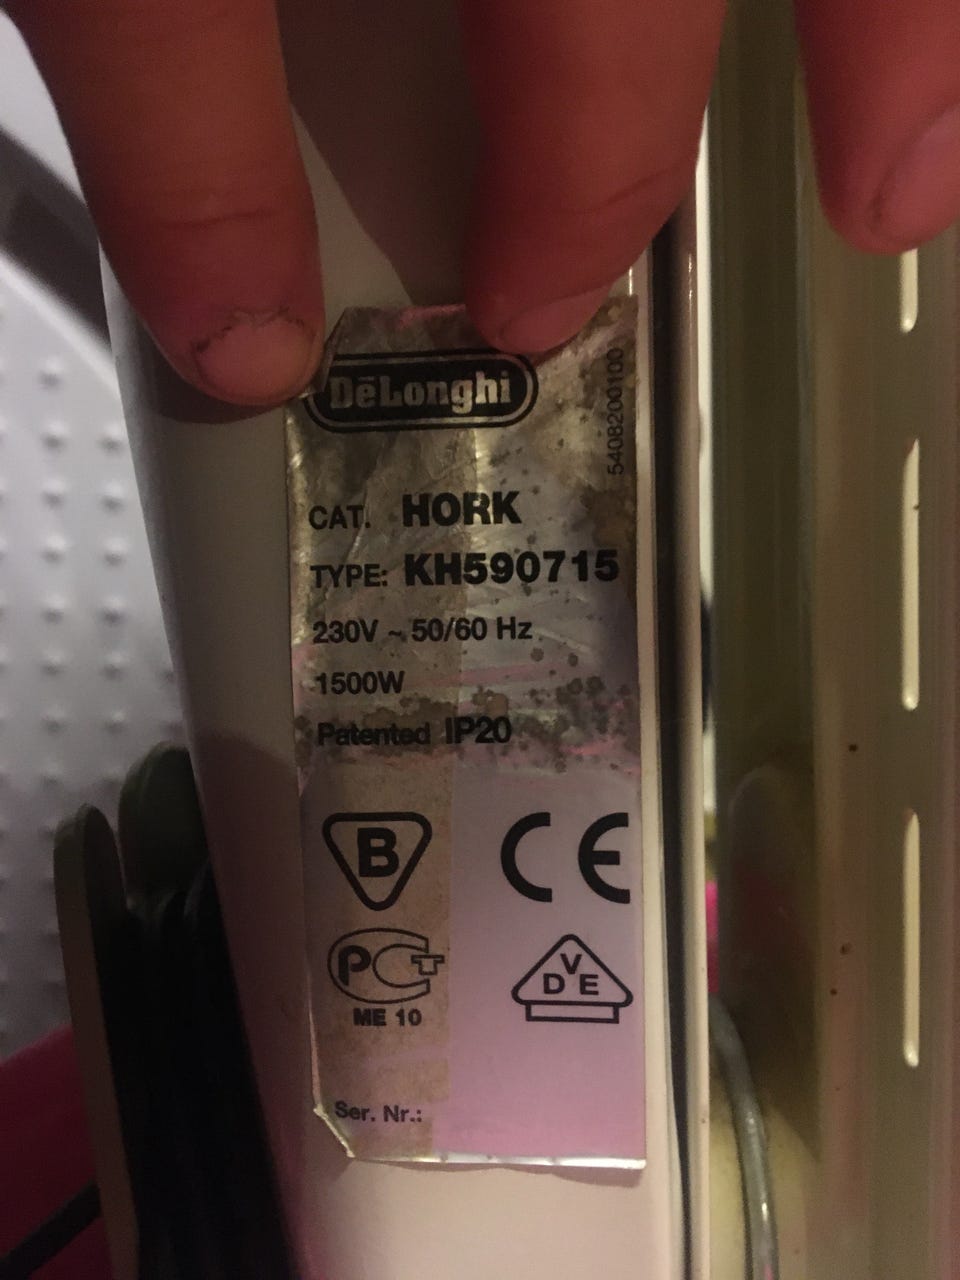 DēLonghi
5408200100
CAT. HORK
TYPE: KH590715
230V ~ 50/60 Hz
1500W
Patented IP20
B
CE
PCT
VDE
ME 10
Ser. Nr.: